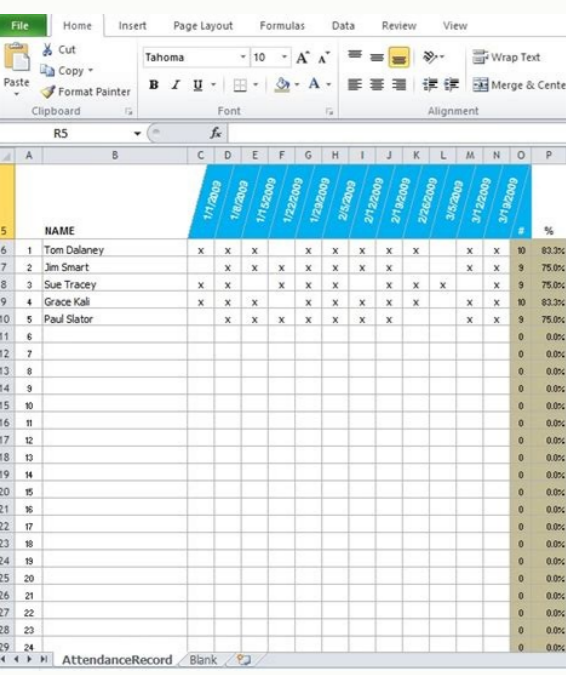 File Home Insert Page Layout Formulas Data Review View
Cut
Copy
Format Painter
Paste
Tahoma 10 A A
B I U A
Wrap Text
Merge & Cente
Clipboard Font Alignment
R5 fx
A B C D E F G H I J K L M N O P
1/1/2009 1/8/2009 1/15/2009 1/22/2009 1/29/2009 2/5/2009 2/12/2009 2/19/2009 2/26/2009 3/5/2009 3/12/2009 3/19/2009
5 NAME # %
6 1 Tom Dalaney x x x x x x x x x x 10 83.3%
7 2 Jim Smart x x x x x x x x x 9 75.0%
8 3 Sue Tracey x x x x x x x x x 9 75.0%
9 4 Grace Kali x x x x x x x x x x 10 83.3%
10 5 Paul Slator x x x x x x x x x 9 75.0%
11 6 0 0.0%
12 7 0 0.0%
13 8 0 0.0%
14 9 0 0.0%
15 10 0 0.0%
16 11 0 0.0%
17 12 0 0.0%
18 13 0 0.0%
19 14 0 0.0%
20 15 0 0.0%
21 16 0 0.0%
22 17 0 0.0%
23 18 0 0.0%
24 19 0 0.0%
25 20 0 0.0%
26 21 0 0.0%
27 22 0 0.0%
28 23 0 0.0%
29 24 0 0.0%
AttendanceRecord Blank